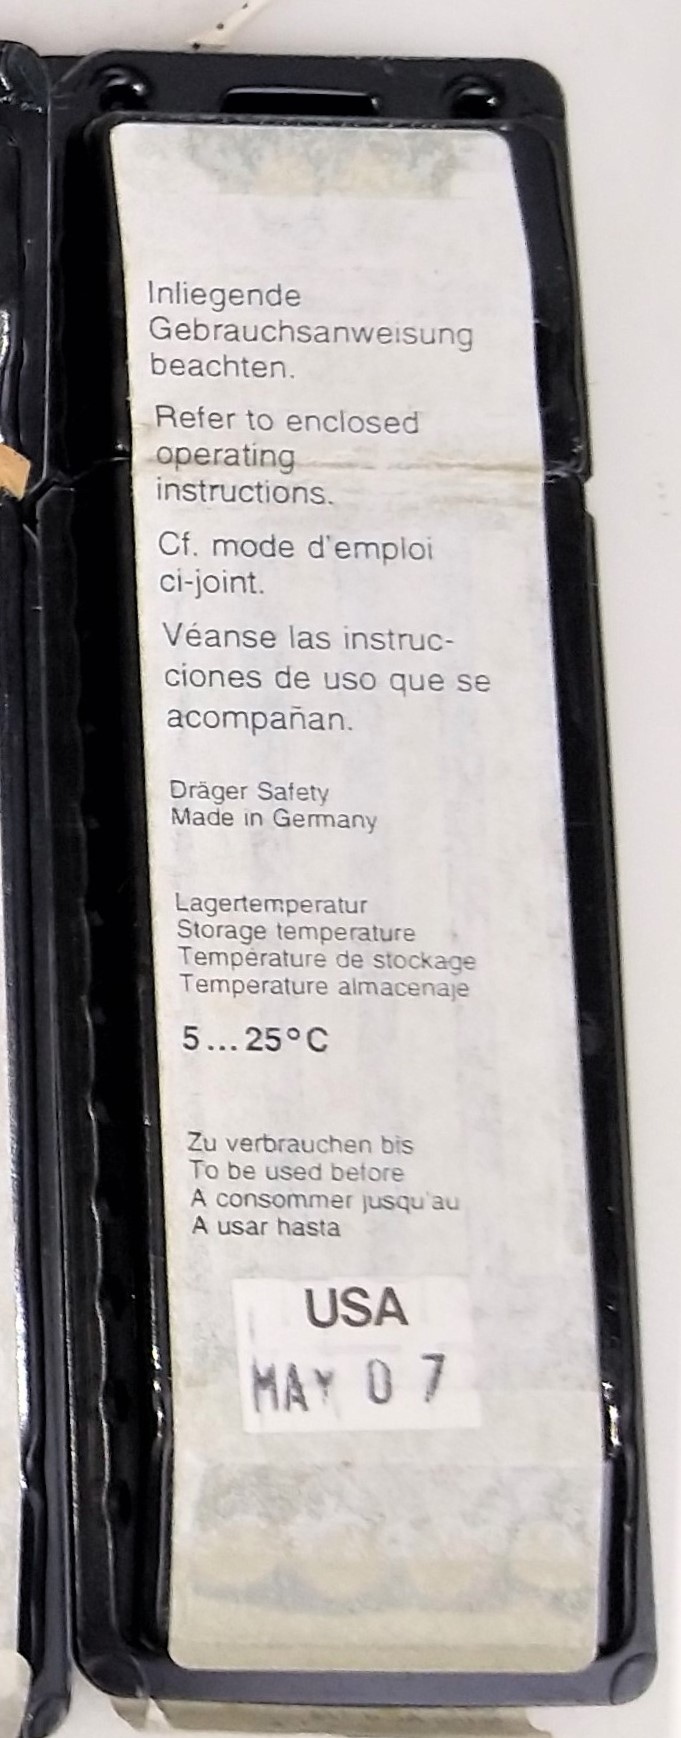 Inliegende
Gebrauchsanweisung
beachten.
Refer to enclosed
operating
instructions.
Cf. mode d'emploi
ci-joint.
Véanse las instruc-
ciones de uso que se
acompañan.
Dräger Safety
Made in Germany
Lagertemperatur
Storage temperature
Température de stockage
Temperature almacenaje
5...25°C
Zu verbrauchen bis
To be used before
A consommer jusqu'au
A usar hasta
USA
MAY 07